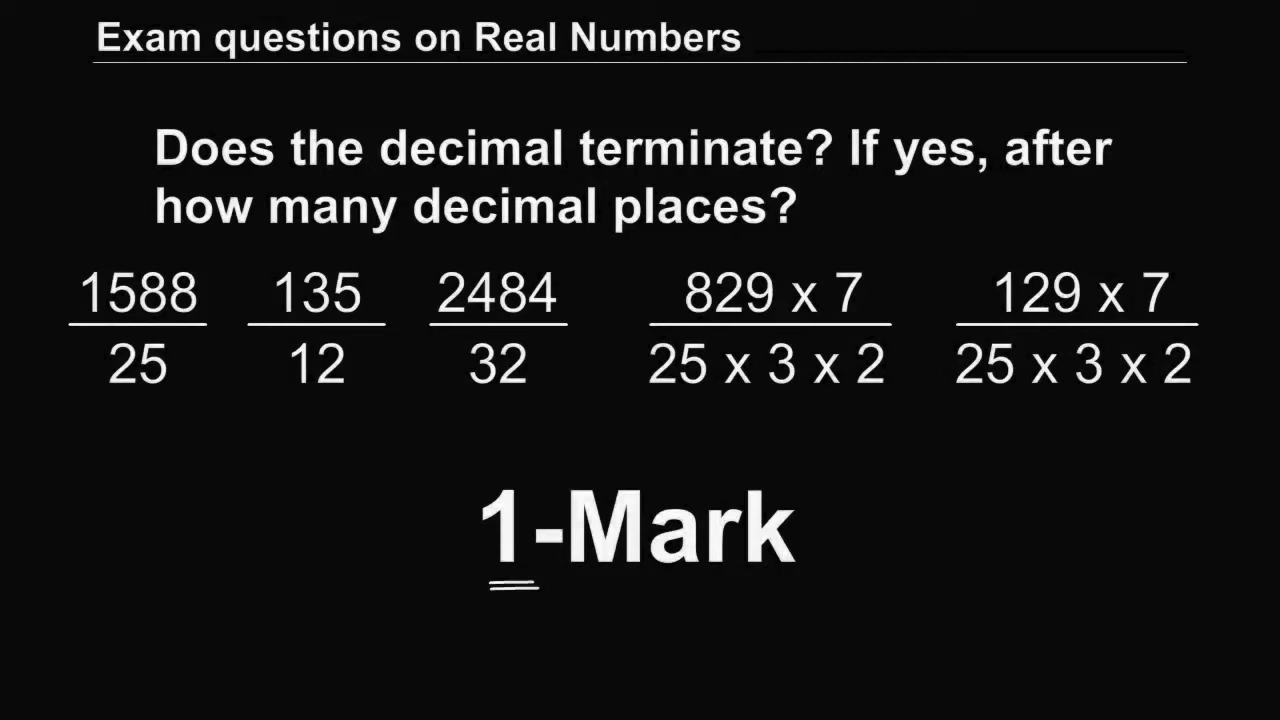 Exam questions on Real Numbers
Does the decimal terminate? If yes, after
how many decimal places?
1588 135 2484 829 x 7 129 x 7
25 12 32 25 x 3 x 2 25 x 3 x 2
1-Mark